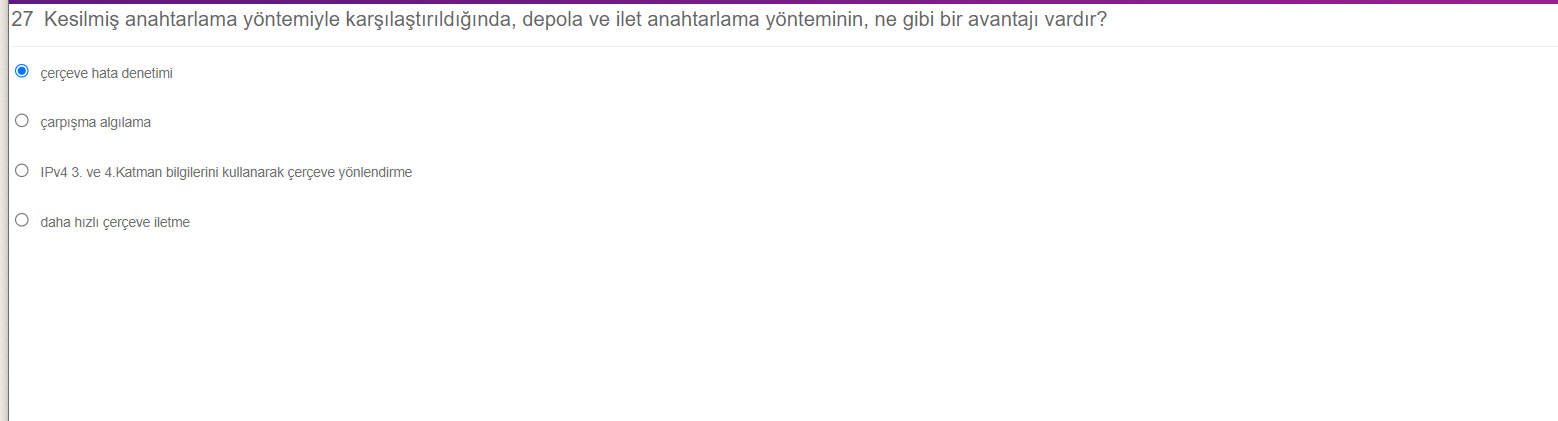 27 Kesilmiş anahtarlama yöntemiyle karşılaştırıldığında, depola ve ilet anahtarlama yönteminin, ne gibi bir avantajı vardır?
çerçeve hata denetimi
çarpışma algılama
IPv4 3. ve 4.Katman bilgilerini kullanarak çerçeve yönlendirme
daha hızlı çerçeve iletme